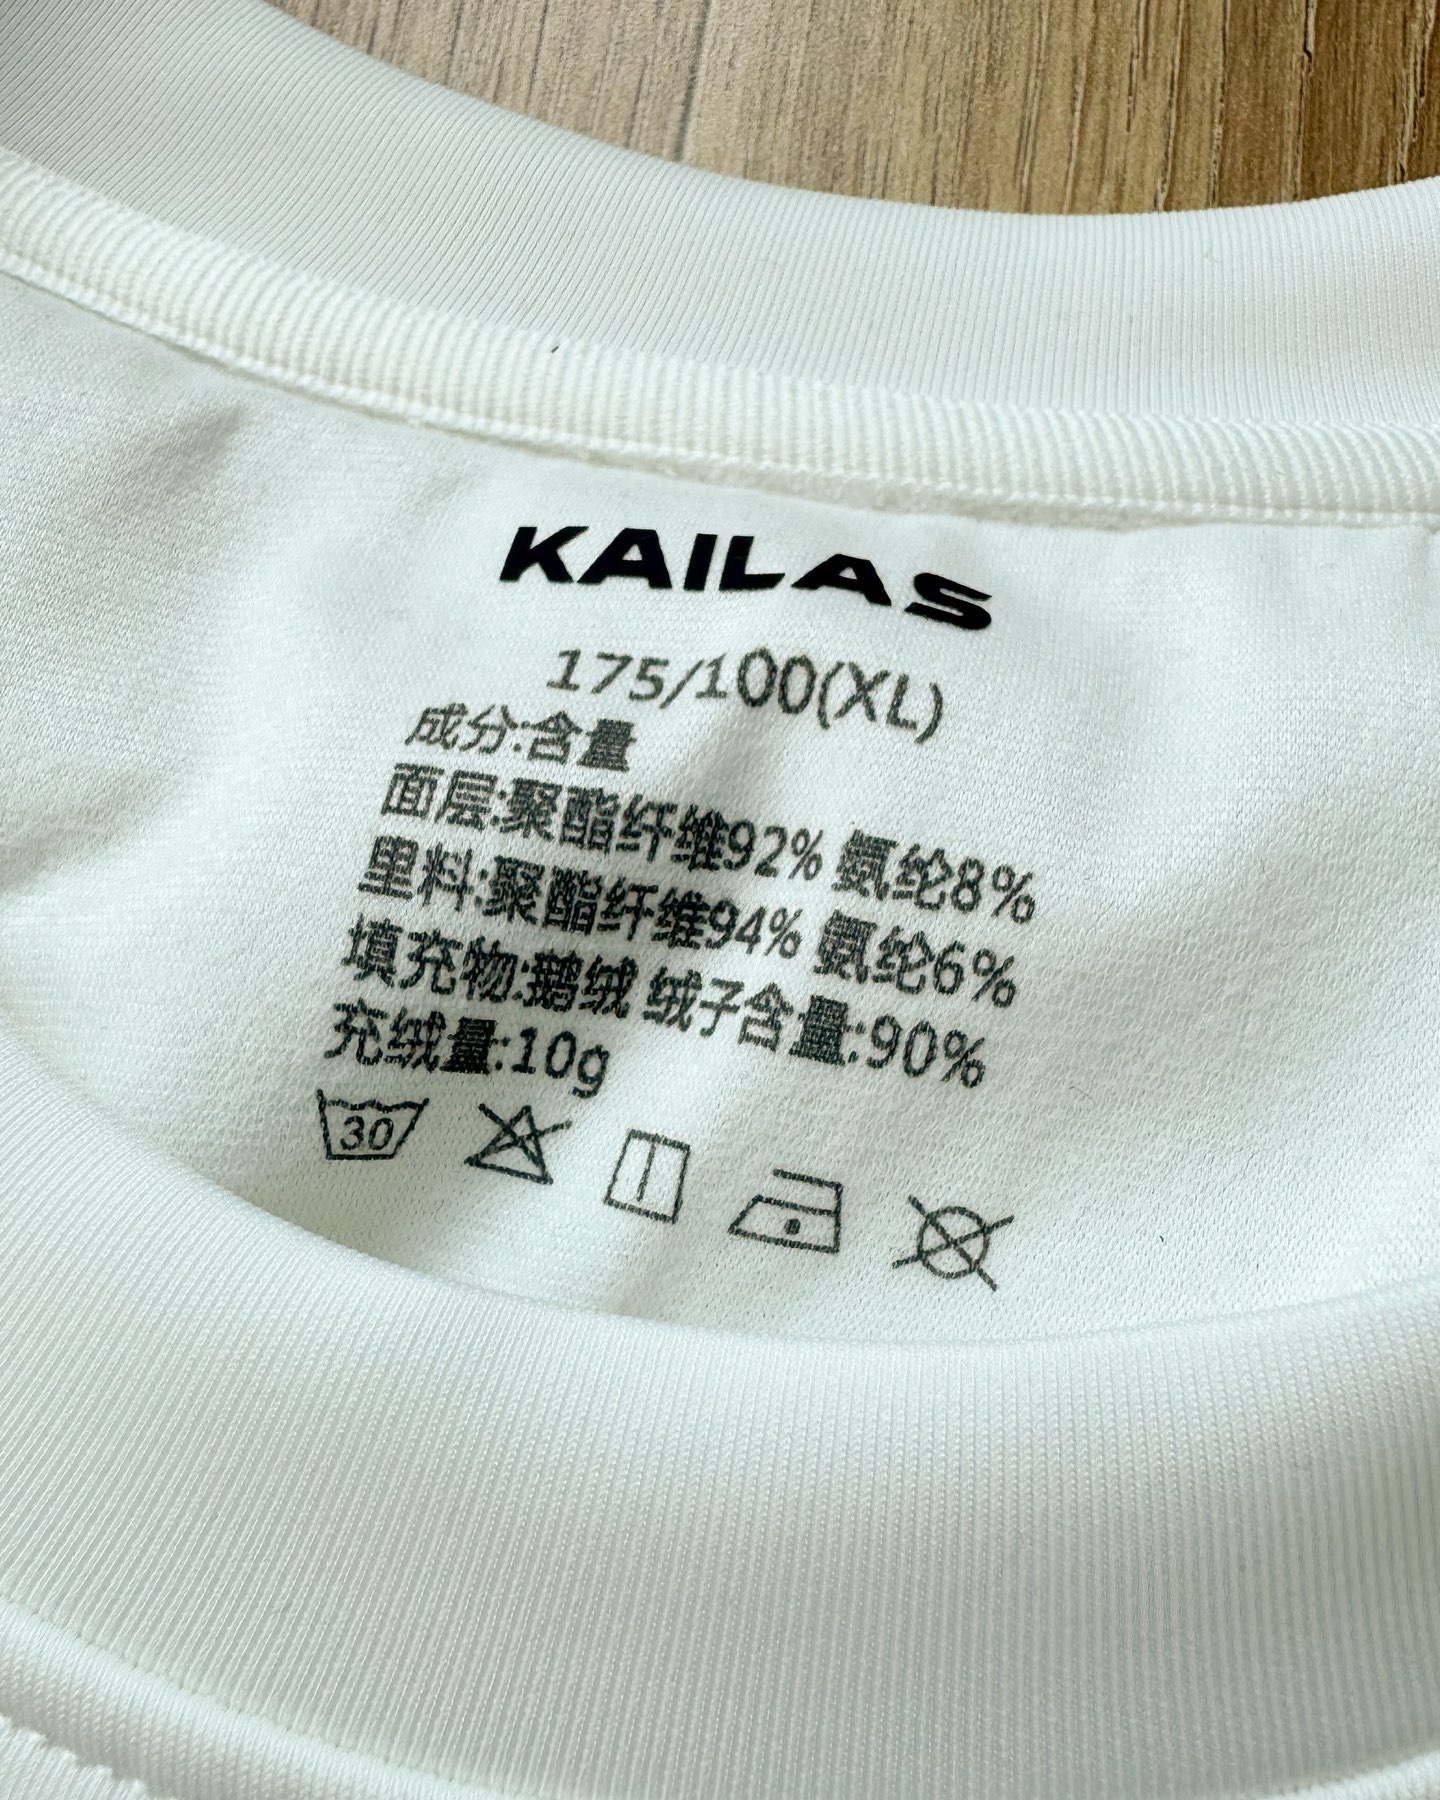 KAILAS
175/100(XL)
成分:含量
面层:聚酯纤维92% 氨纶8%
里料:聚酯纤维94% 氨纶6%
填充物:鹅绒 绒子含量:90%
充绒量:10g
30